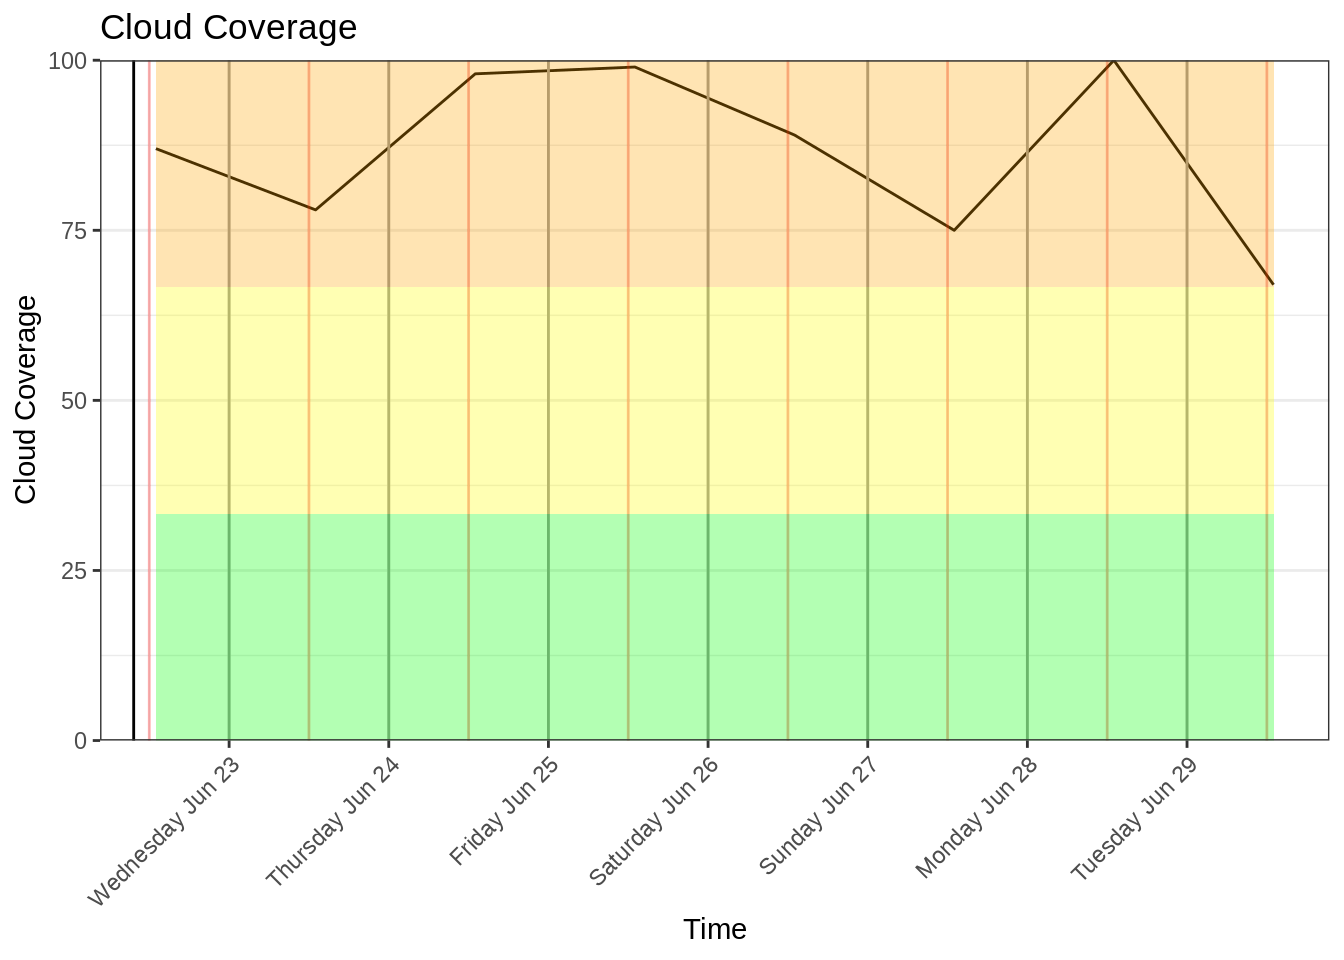 Cloud Coverage
100
75
50
25
0
Cloud Coverage
Wednesday Jun 23
Thursday Jun 24
Friday Jun 25
Saturday Jun 26
Sunday Jun 27
Monday Jun 28
Tuesday Jun 29
Time